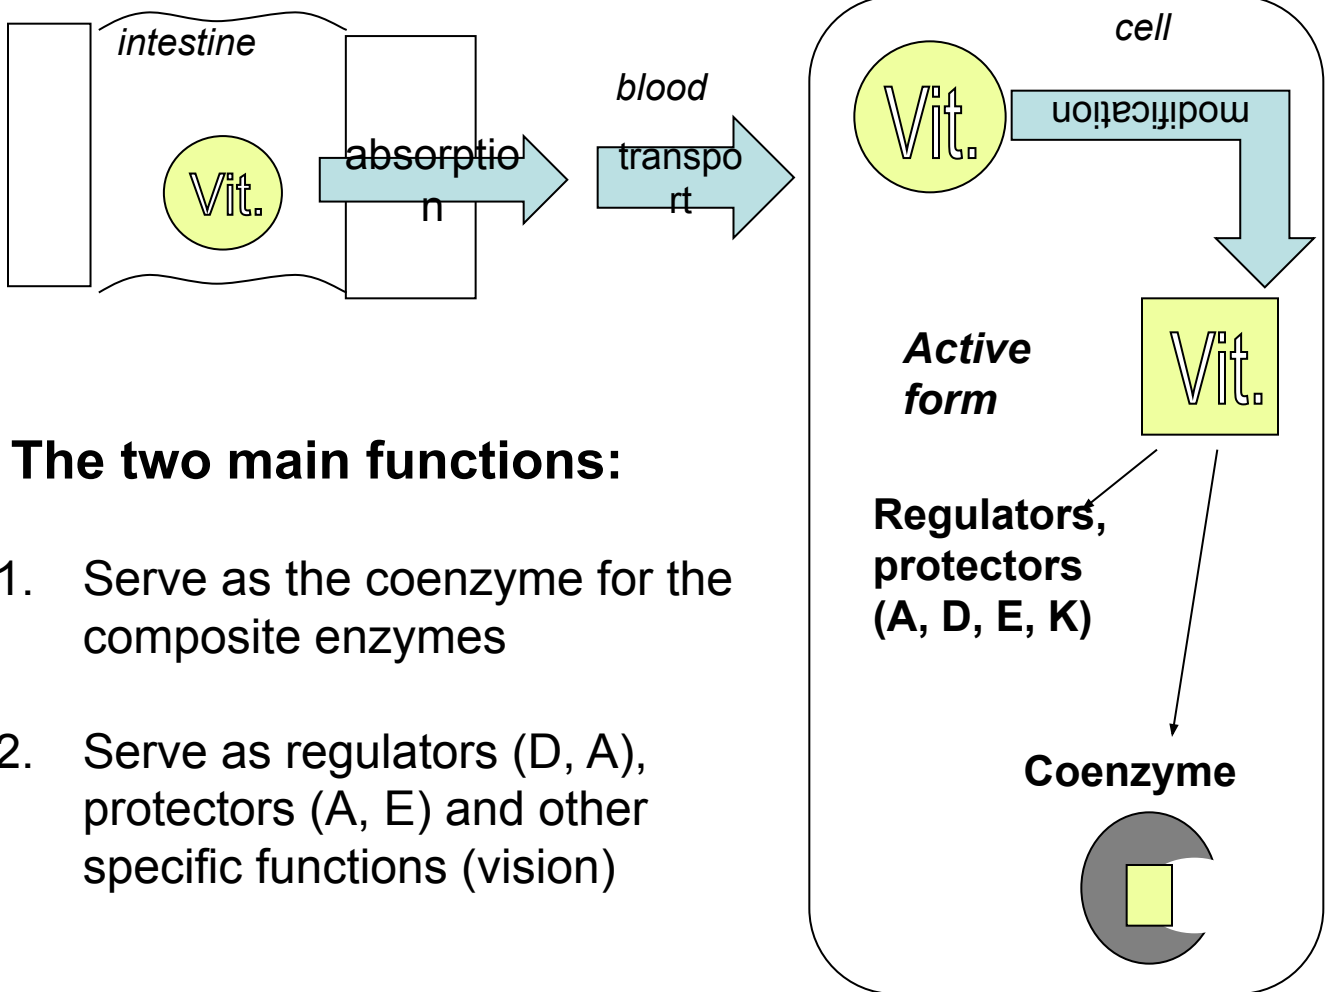 intestine
Vit.
absorptio
n
blood
transpo
rt
cell
Vit.
modification
Active
form
Vit.
The two main functions:
1. Serve as the coenzyme for the
composite enzymes
2. Serve as regulators (D, A),
protectors (A, E) and other
specific functions (vision)
Regulators,
protectors
(A, D, E, K)
Coenzyme